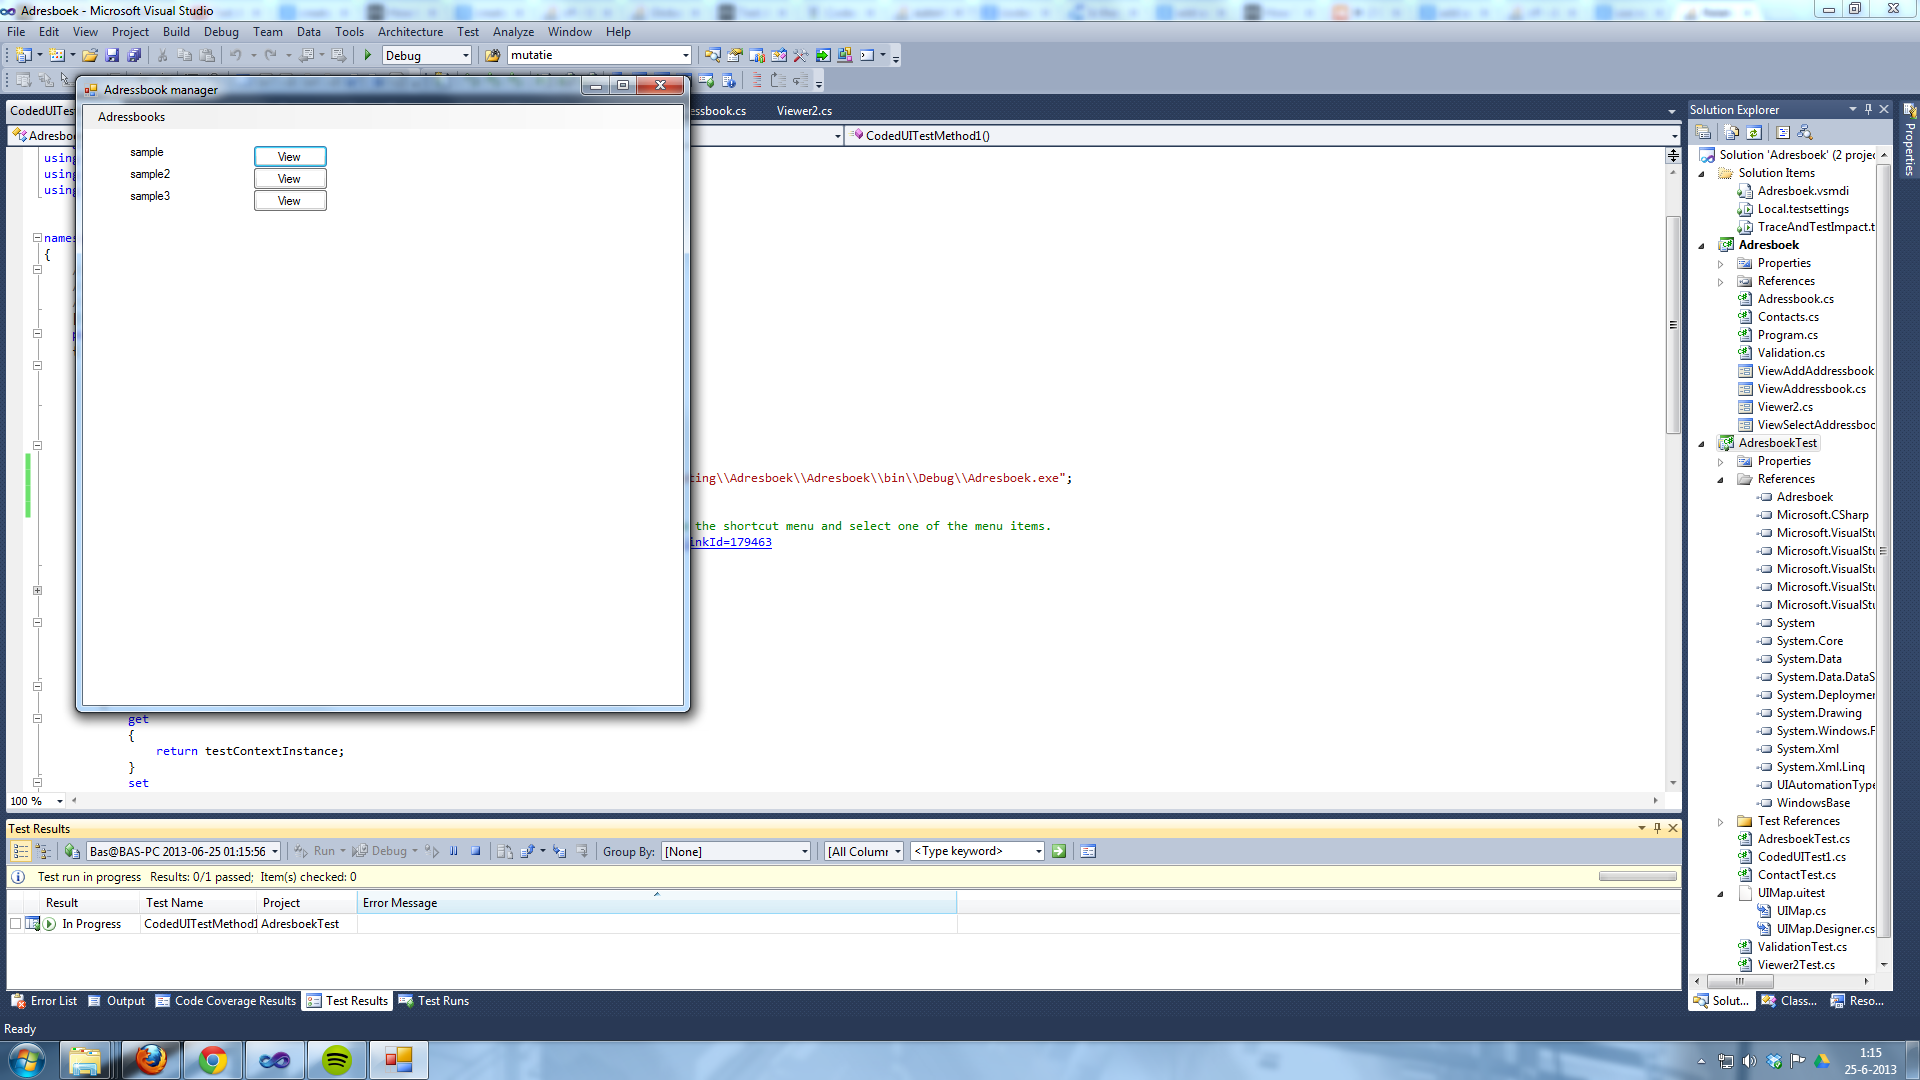 Adresboek - Microsoft Visual Studio
File Edit View Project Build Debug Team Data Tools Architecture Test Analyze Window Help
Debug mutatie
Adressbook manager
Adressbooks
sample View
sample2 View
sample3 View
CodedUITes ssbook.cs Viewer2.cs
Adresbo CodedUITestMethod1()
using
using
using
names
{
ting\\Adresboek\\Adresboek\\bin\\Debug\\Adresboek.exe";
the shortcut menu and select one of the menu items.
inkId=179463
get
{
return testContextInstance;
}
set
100 %
Solution Explorer
Properties
Solution 'Adresboek' (2 projec
Solution Items
Adresboek.vsmdi
Local.testsettings
TraceAndTestImpact.t
Adresboek
Properties
References
Adressbook.cs
Contacts.cs
Program.cs
Validation.cs
ViewAddAddressbook
ViewAddressbook.cs
Viewer2.cs
ViewSelectAddressboo
AdresboekTest
Properties
References
Adresboek
Microsoft.CSharp
Microsoft.VisualStu
Microsoft.VisualStu
Microsoft.VisualStu
Microsoft.VisualStu
Microsoft.VisualStu
System
System.Core
System.Data
System.Data.DataS
System.Deploymer
System.Drawing
System.Windows.F
System.Xml
System.Xml.Linq
UIAutomationType
WindowsBase
Test References
AdresboekTest.cs
CodedUITest1.cs
ContactTest.cs
UIMap.uitest
UIMap.cs
UIMap.Designer.cs
ValidationTest.cs
Viewer2Test.cs
Solut... Class... Reso...
Test Results
Bas@BAS-PC 2013-06-25 01:15:56 Run Debug Group By: [None] [All Column <Type keyword>
Test run in progress Results: 0/1 passed; Item(s) checked: 0
Result Test Name Project Error Message
In Progress CodedUITestMethod1 AdresboekTest
Error List Output Code Coverage Results Test Results Test Runs
Ready
1:15
25-6-2013